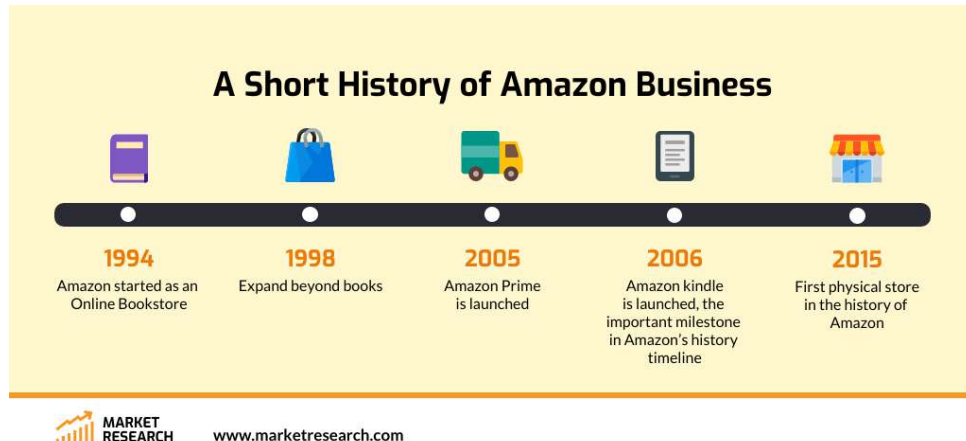 A Short History of Amazon Business
1994
Amazon started as an
Online Bookstore
1998
Expand beyond books
2005
Amazon Prime
is launched
2006
Amazon kindle
is launched, the
important milestone
in Amazon's history
timeline
2015
First physical store
in the history of
Amazon
MARKET
RESEARCH
www.marketresearch.com